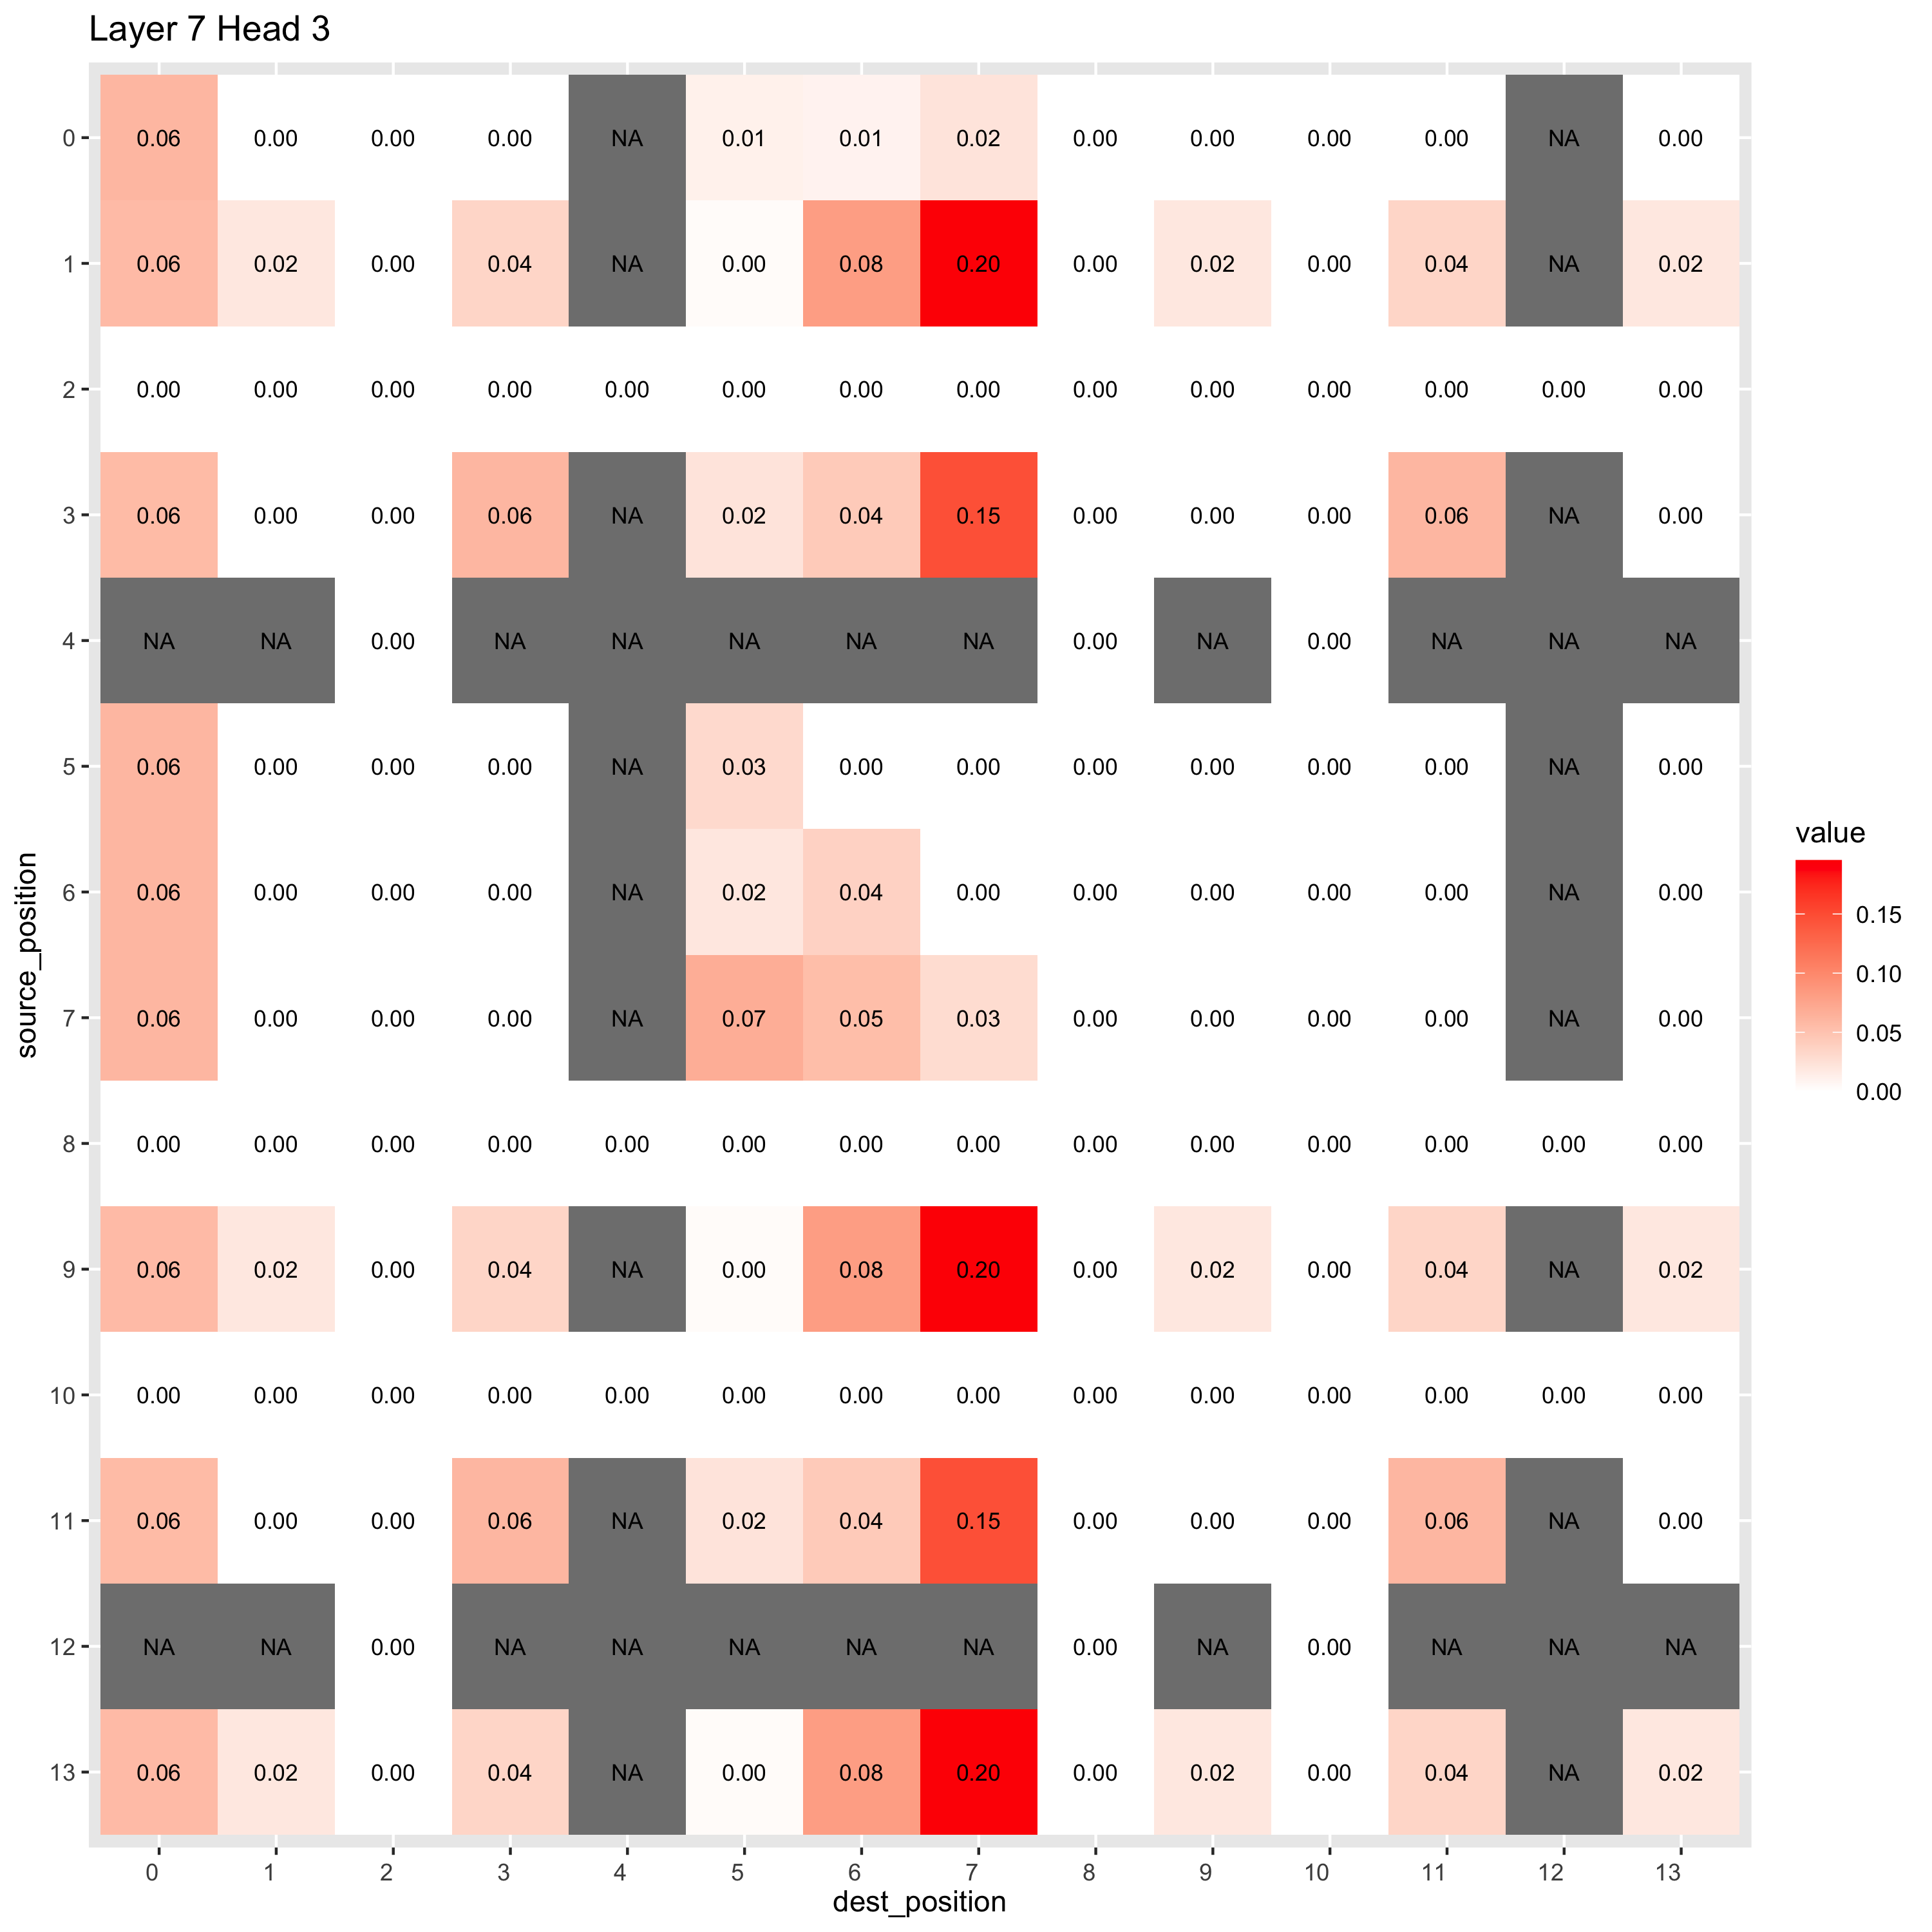 Layer 7 Head 3
0 0.06 0.00 0.00 0.00 NA 0.01 0.01 0.02 0.00 0.00 0.00 0.00 NA 0.00
1 0.06 0.02 0.00 0.04 NA 0.00 0.08 0.20 0.00 0.02 0.00 0.04 NA 0.02
2 0.00 0.00 0.00 0.00 0.00 0.00 0.00 0.00 0.00 0.00 0.00 0.00 0.00 0.00
3 0.06 0.00 0.00 0.06 NA 0.02 0.04 0.15 0.00 0.00 0.00 0.06 NA 0.00
4 NA NA 0.00 NA NA NA NA NA 0.00 NA 0.00 NA NA NA
5 0.06 0.00 0.00 0.00 NA 0.03 0.00 0.00 0.00 0.00 0.00 0.00 NA 0.00
6 0.06 0.00 0.00 0.00 NA 0.02 0.04 0.00 0.00 0.00 0.00 0.00 NA 0.00
7 0.06 0.00 0.00 0.00 NA 0.07 0.05 0.03 0.00 0.00 0.00 0.00 NA 0.00
8 0.00 0.00 0.00 0.00 0.00 0.00 0.00 0.00 0.00 0.00 0.00 0.00 0.00 0.00
9 0.06 0.02 0.00 0.04 NA 0.00 0.08 0.20 0.00 0.02 0.00 0.04 NA 0.02
10 0.00 0.00 0.00 0.00 0.00 0.00 0.00 0.00 0.00 0.00 0.00 0.00 0.00 0.00
11 0.06 0.00 0.00 0.06 NA 0.02 0.04 0.15 0.00 0.00 0.00 0.06 NA 0.00
12 NA NA 0.00 NA NA NA NA NA 0.00 NA 0.00 NA NA NA
13 0.06 0.02 0.00 0.04 NA 0.00 0.08 0.20 0.00 0.02 0.00 0.04 NA 0.02
0 1 2 3 4 5 6 7 8 9 10 11 12 13
dest_position
source_position
value
0.15
0.10
0.05
0.00